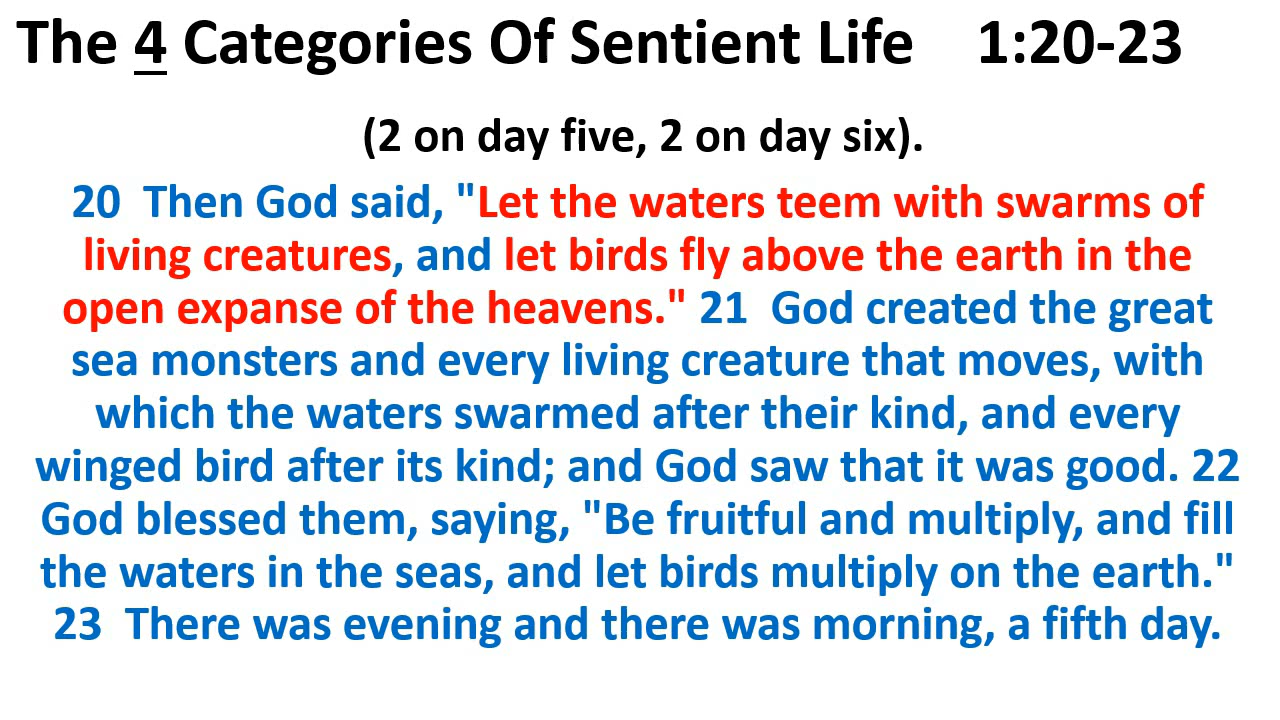 The 4 Categories Of Sentient Life 1:20-23
(2 on day five, 2 on day six).
20 Then God said, "Let the waters teem with swarms of
living creatures, and let birds fly above the earth in the
open expanse of the heavens." 21 God created the great
sea monsters and every living creature that moves, with
which the waters swarmed after their kind, and every
winged bird after its kind; and God saw that it was good. 22
God blessed them, saying, "Be fruitful and multiply, and fill
the waters in the seas, and let birds multiply on the earth."
23 There was evening and there was morning, a fifth day.